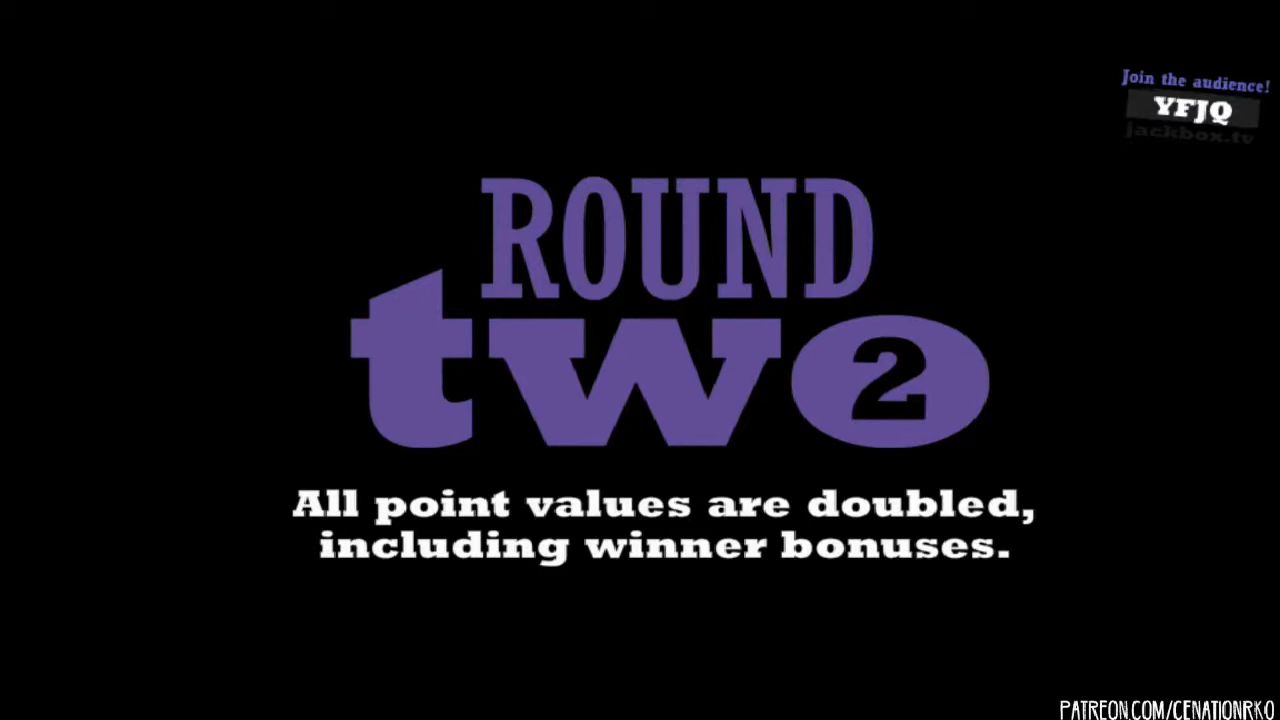 Join the audience!
YFJQ
jackbox.tv
ROUND
two
2
All point values are doubled,
including winner bonuses.
PATREON.COM/CENATIONRKO